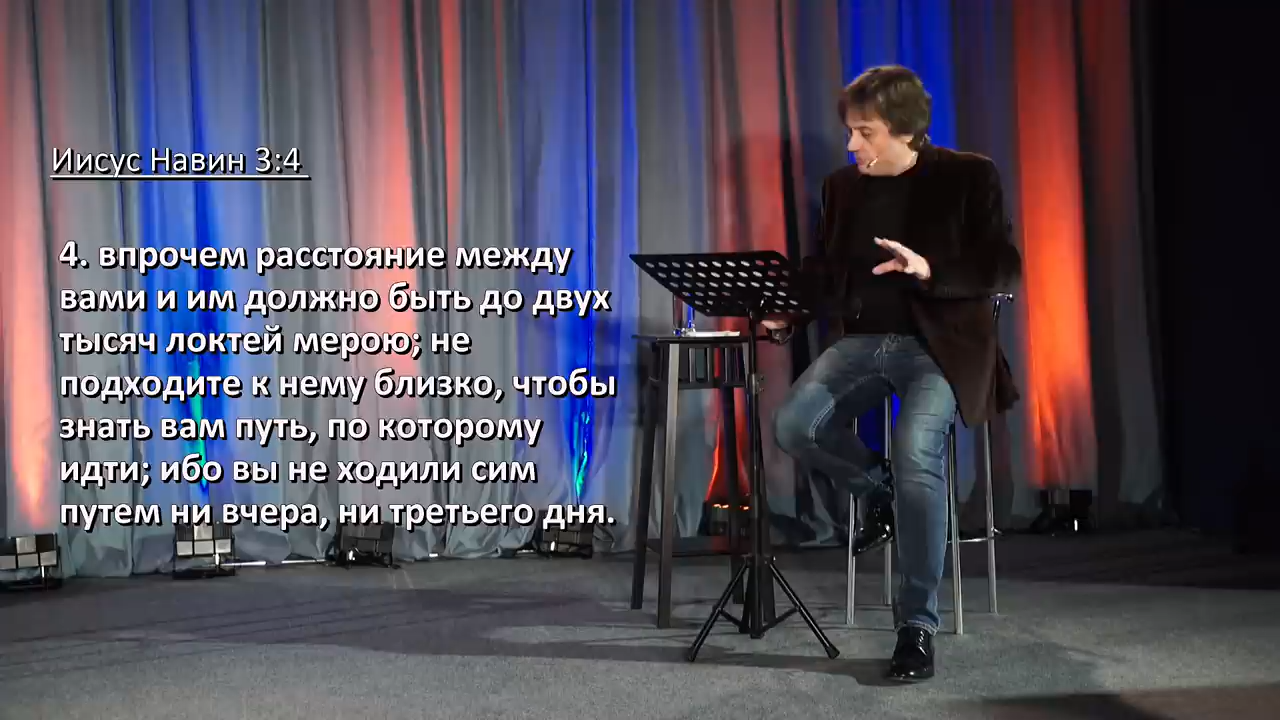 Иисус Навин 3:4
4. впрочем расстояние между
вами и им должно быть до двух
тысяч локтей мерою; не
подходите к нему близко, чтобы
знать вам путь, по которому
идти; ибо вы не ходили сим
путем ни вчера, ни третьего дня.